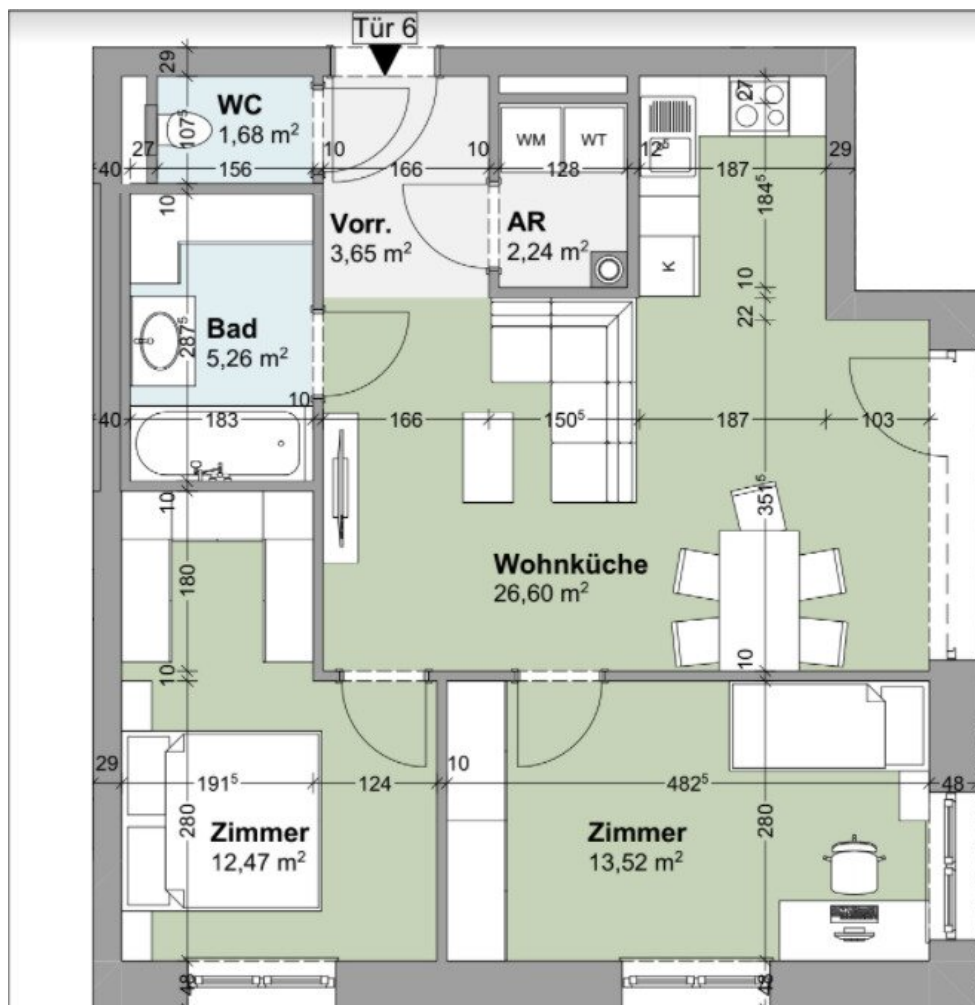 Tür 6
29
WC
1,68 m²
107⁵
40
27
156
10
166
10
128
12⁵
187
29
WM
WT
27
184⁵
10
Vorr.
3,65 m²
AR
2,24 m²
K
10
22
Bad
5,26 m²
287⁵
10
40
183
166
150⁵
187
103
351⁵
10
180
Wohnküche
26,60 m²
10
10
29
191⁵
124
10
482⁵
48
280
280
Zimmer
12,47 m²
Zimmer
13,52 m²
48
48